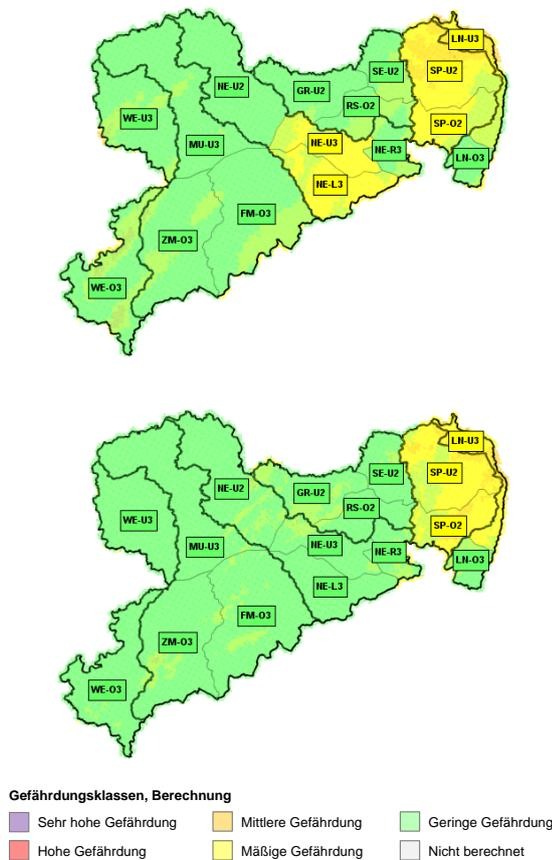 LN-U3
SE-U2
SP-U2
NE-U2
GR-U2
RS-O2
WE-U3
SP-O2
MU-U3
NE-U3
NE-R3
LN-O3
NE-L3
FM-O3
ZM-O3
WE-O3
LN-U3
SE-U2
SP-U2
NE-U2
GR-U2
RS-O2
WE-U3
SP-O2
MU-U3
NE-U3
NE-R3
LN-O3
NE-L3
FM-O3
ZM-O3
WE-O3
Gefährdungsklassen, Berechnung
Sehr hohe Gefährdung Mittlere Gefährdung Geringe Gefährdung
Hohe Gefährdung Mäßige Gefährdung Nicht berechnet